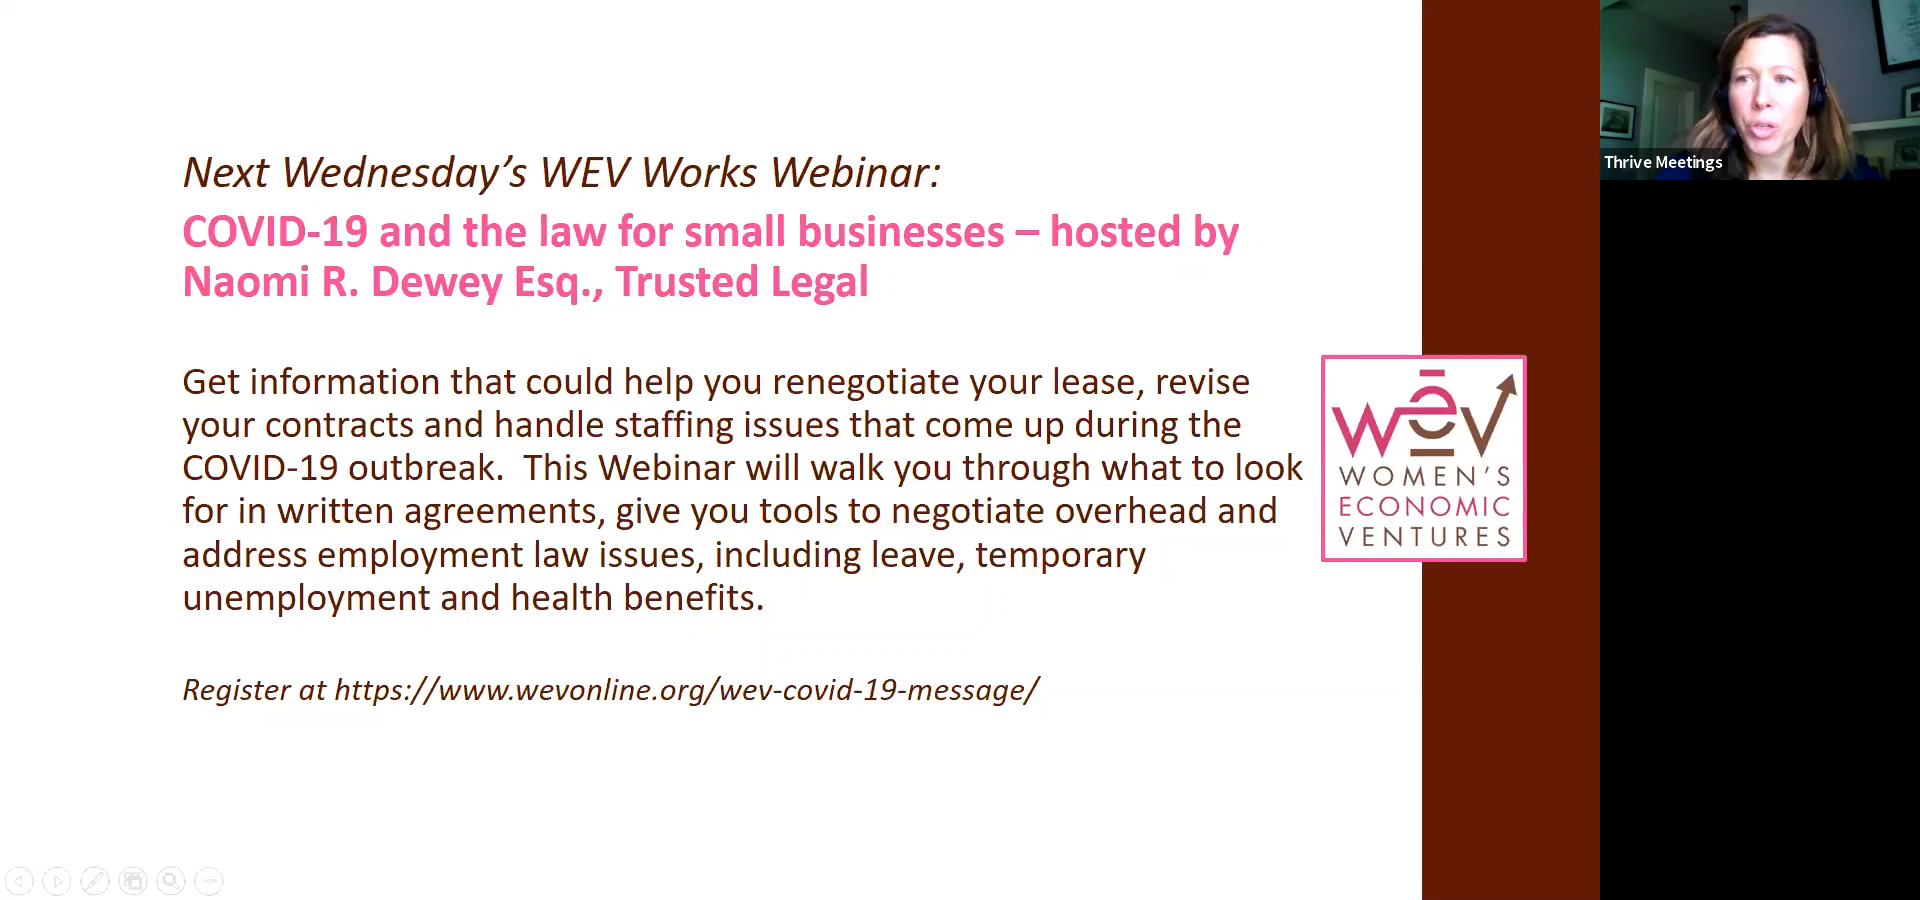 Next Wednesday’s WEV Works Webinar:
COVID-19 and the law for small businesses – hosted by
Naomi R. Dewey Esq., Trusted Legal
Get information that could help you renegotiate your lease, revise
your contracts and handle staffing issues that come up during the
COVID-19 outbreak.  This Webinar will walk you through what to look
for in written agreements, give you tools to negotiate overhead and
address employment law issues, including leave, temporary
unemployment and health benefits.
Register at https://www.wevonline.org/wev-covid-19-message/
wēv
WOMEN’S
ECONOMIC
VENTURES
Thrive Meetings